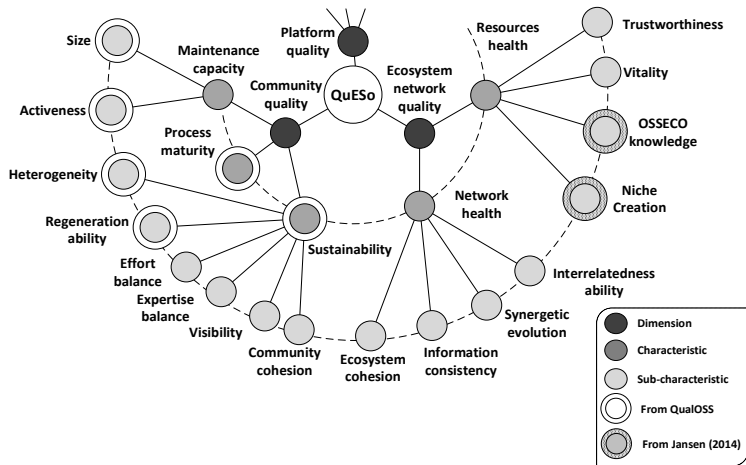 Platform
quality
Resources
health
Trustworthiness
Size
Maintenance
capacity
Community
quality
QuESo
Ecosystem
network
quality
Vitality
Activeness
Process
maturity
OSSECO
knowledge
Heterogeneity
Network
health
Niche
Creation
Regeneration
ability
Sustainability
Effort
balance
Expertise
balance
Visibility
Community
cohesion
Ecosystem
cohesion
Information
consistency
Synergetic
evolution
Interrelatedness
ability
Dimension
Characteristic
Sub-characteristic
From QualOSS
From Jansen (2014)